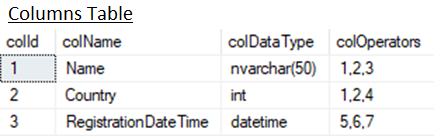 Columns Table
colId colName colDataType colOperators
1 Name nvarchar(50) 1,2,3
2 Country int 1,2,4
3 RegistrationDateTime datetime 5,6,7